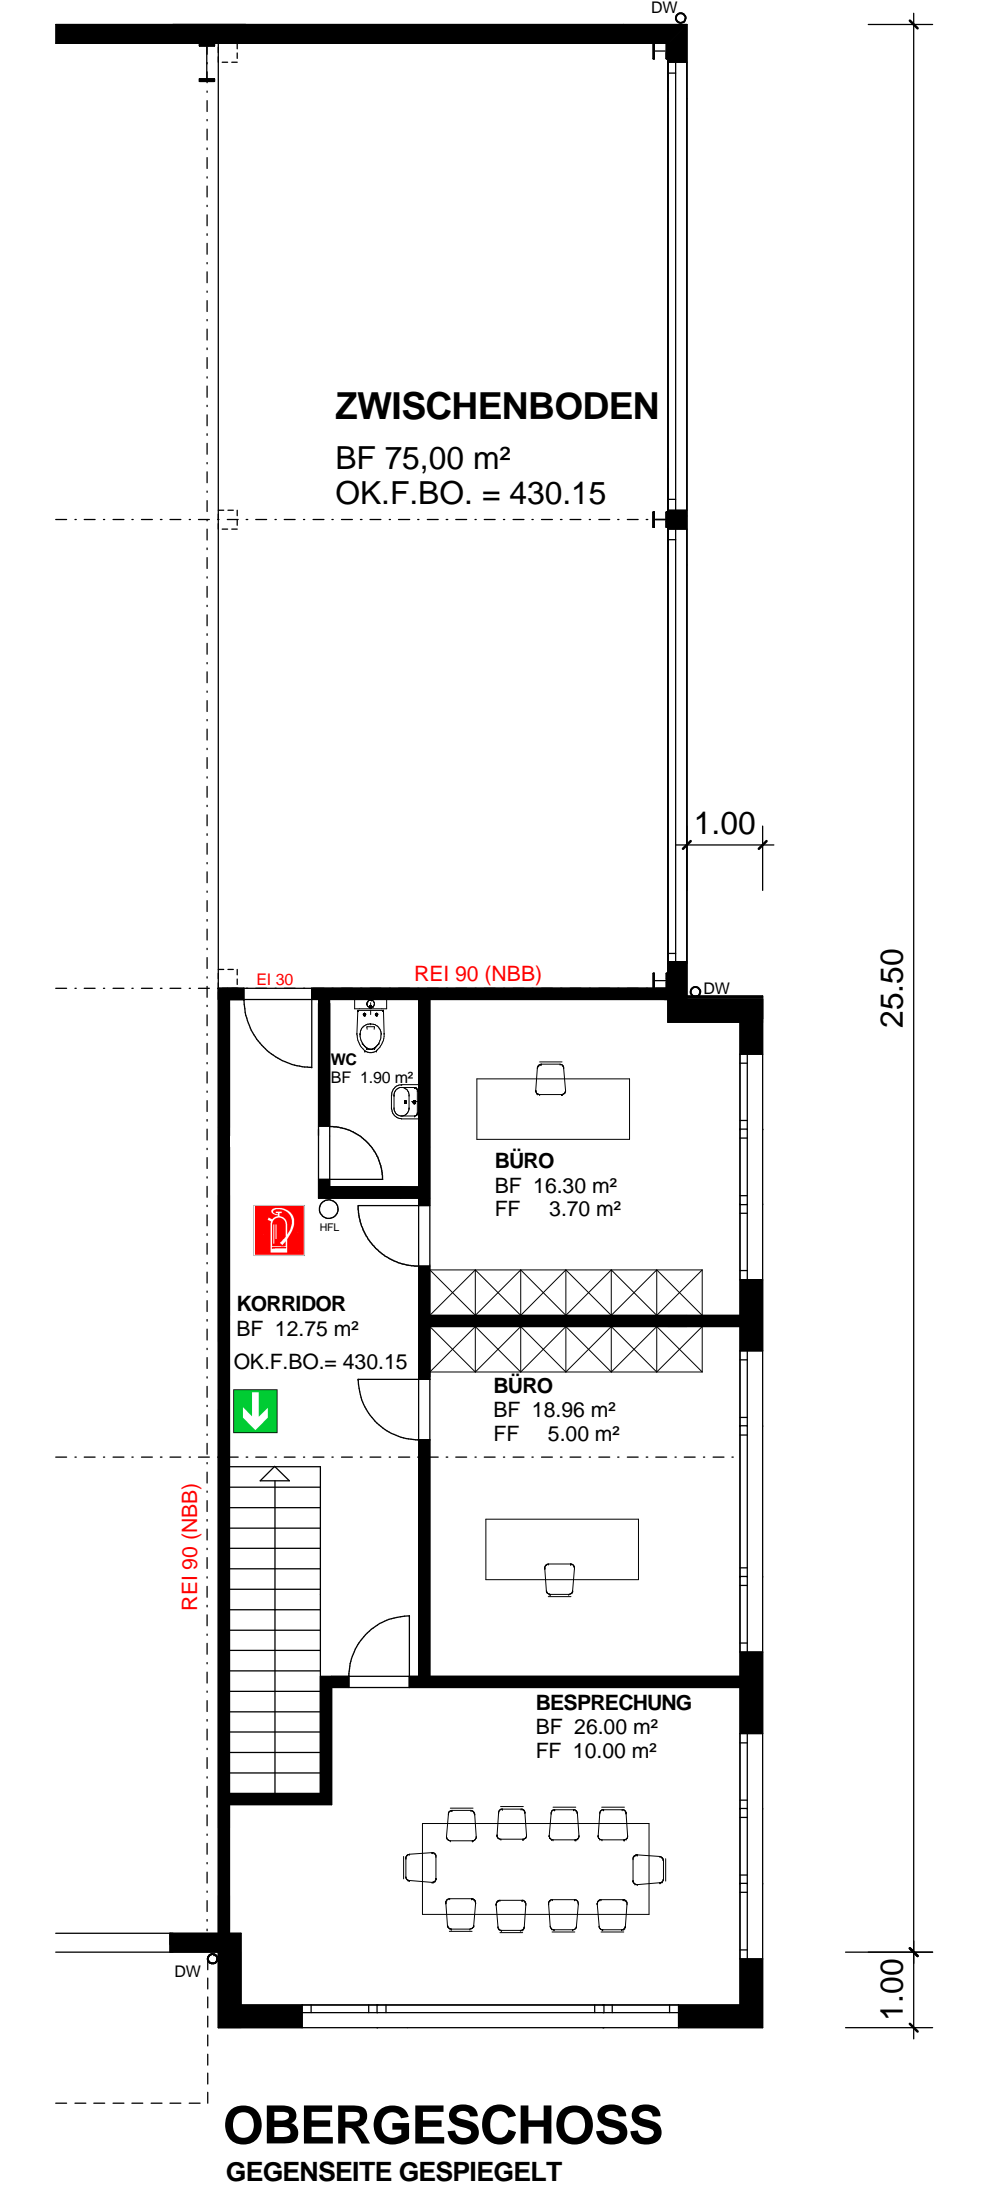 DW
ZWISCHENBODEN
BF 75,00 m²
OK.F.BO. = 430.15
1.00
25.50
EI 30
REI 90 (NBB)
DW
WC
BF 1.90 m²
BÜRO
BF 16.30 m²
FF 3.70 m²
HFL
KORRIDOR
BF 12.75 m²
OK.F.BO.= 430.15
BÜRO
BF 18.96 m²
FF 5.00 m²
REI 90 (NBB)
BESPRECHUNG
BF 26.00 m²
FF 10.00 m²
DW
1.00
OBERGESCHOSS
GEGENSEITE GESPIEGELT